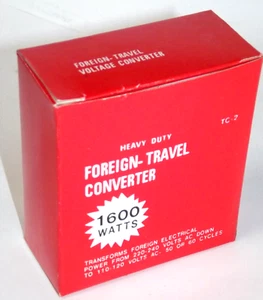 FOREIGN-TRAVEL
VOLTAGE CONVERTER
HEAVY DUTY
TC-2
FOREIGN-TRAVEL
CONVERTER
1600
WATTS
TRANSFORMS FOREIGN ELECTRICAL
POWER FROM 220-240 VOLTS AC DOWN
TO 110-120 VOLTS AC: 50 OR 60 CYCLES